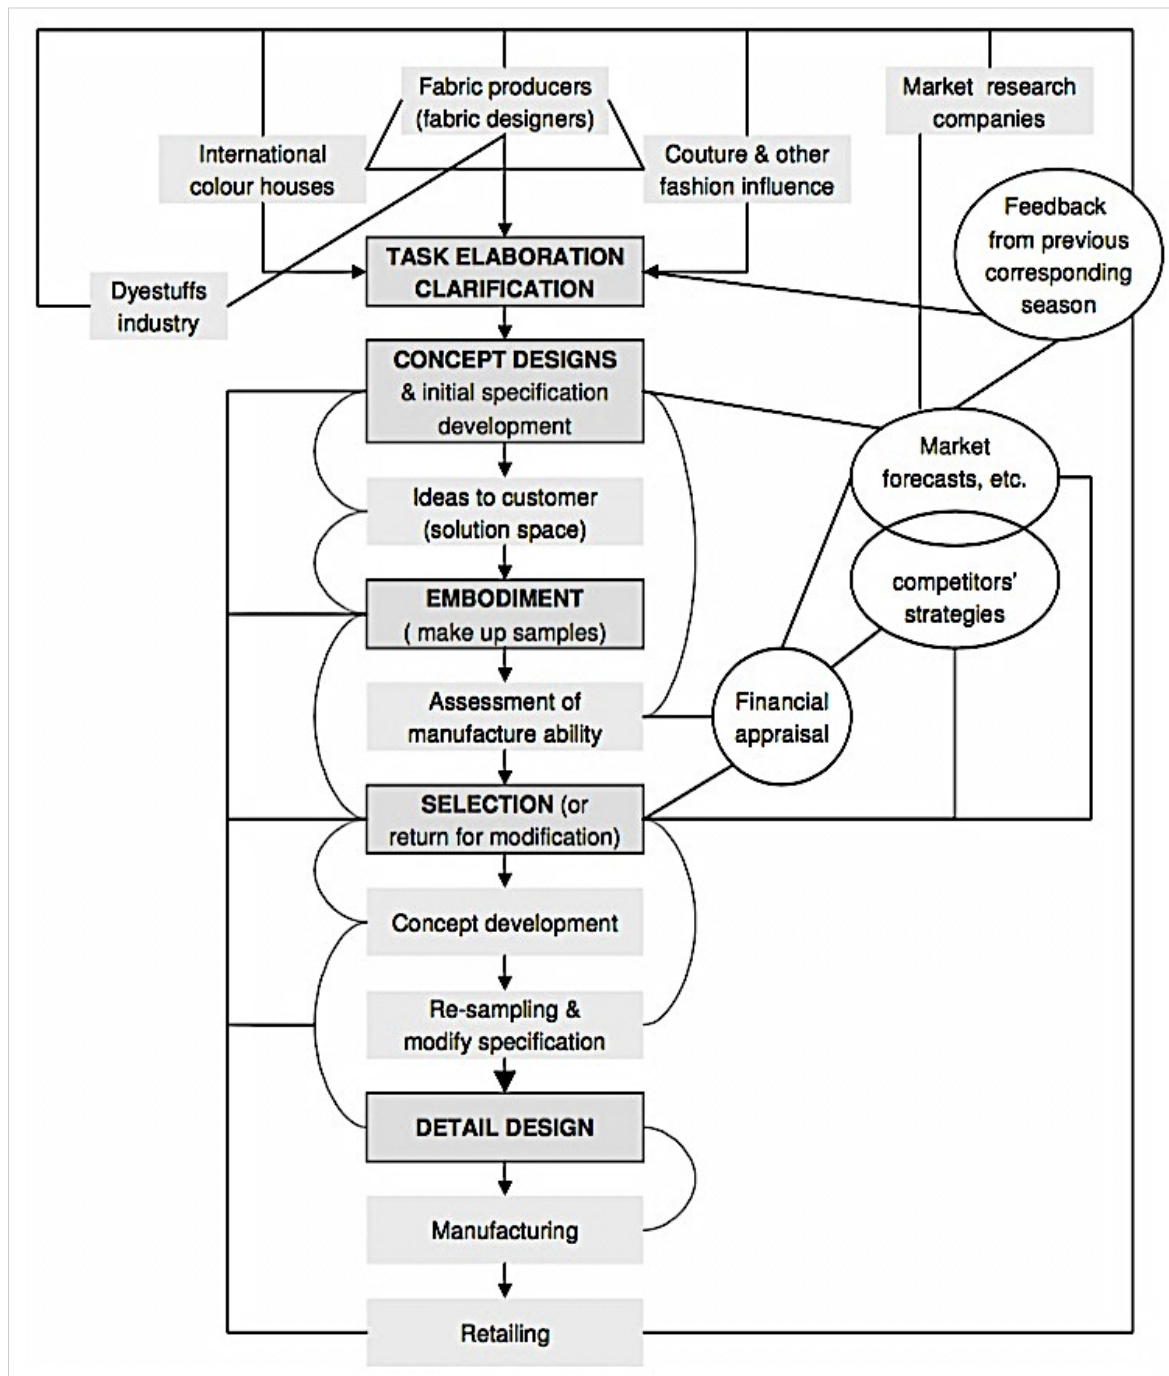 Fabric producers
(fabric designers)
Market research
companies
International
colour houses
Couture & other
fashion influence
Feedback
from previous
corresponding
season
TASK ELABORATION
CLARIFICATION
Dyestuffs
industry
CONCEPT DESIGNS
& initial specification
development
Market
forecasts, etc.
Ideas to customer
(solution space)
competitors'
strategies
EMBODIMENT
( make up samples)
Assessment of
manufacture ability
Financial
appraisal
SELECTION (or
return for modification)
Concept development
Re-sampling &
modify specification
DETAIL DESIGN
Manufacturing
Retailing